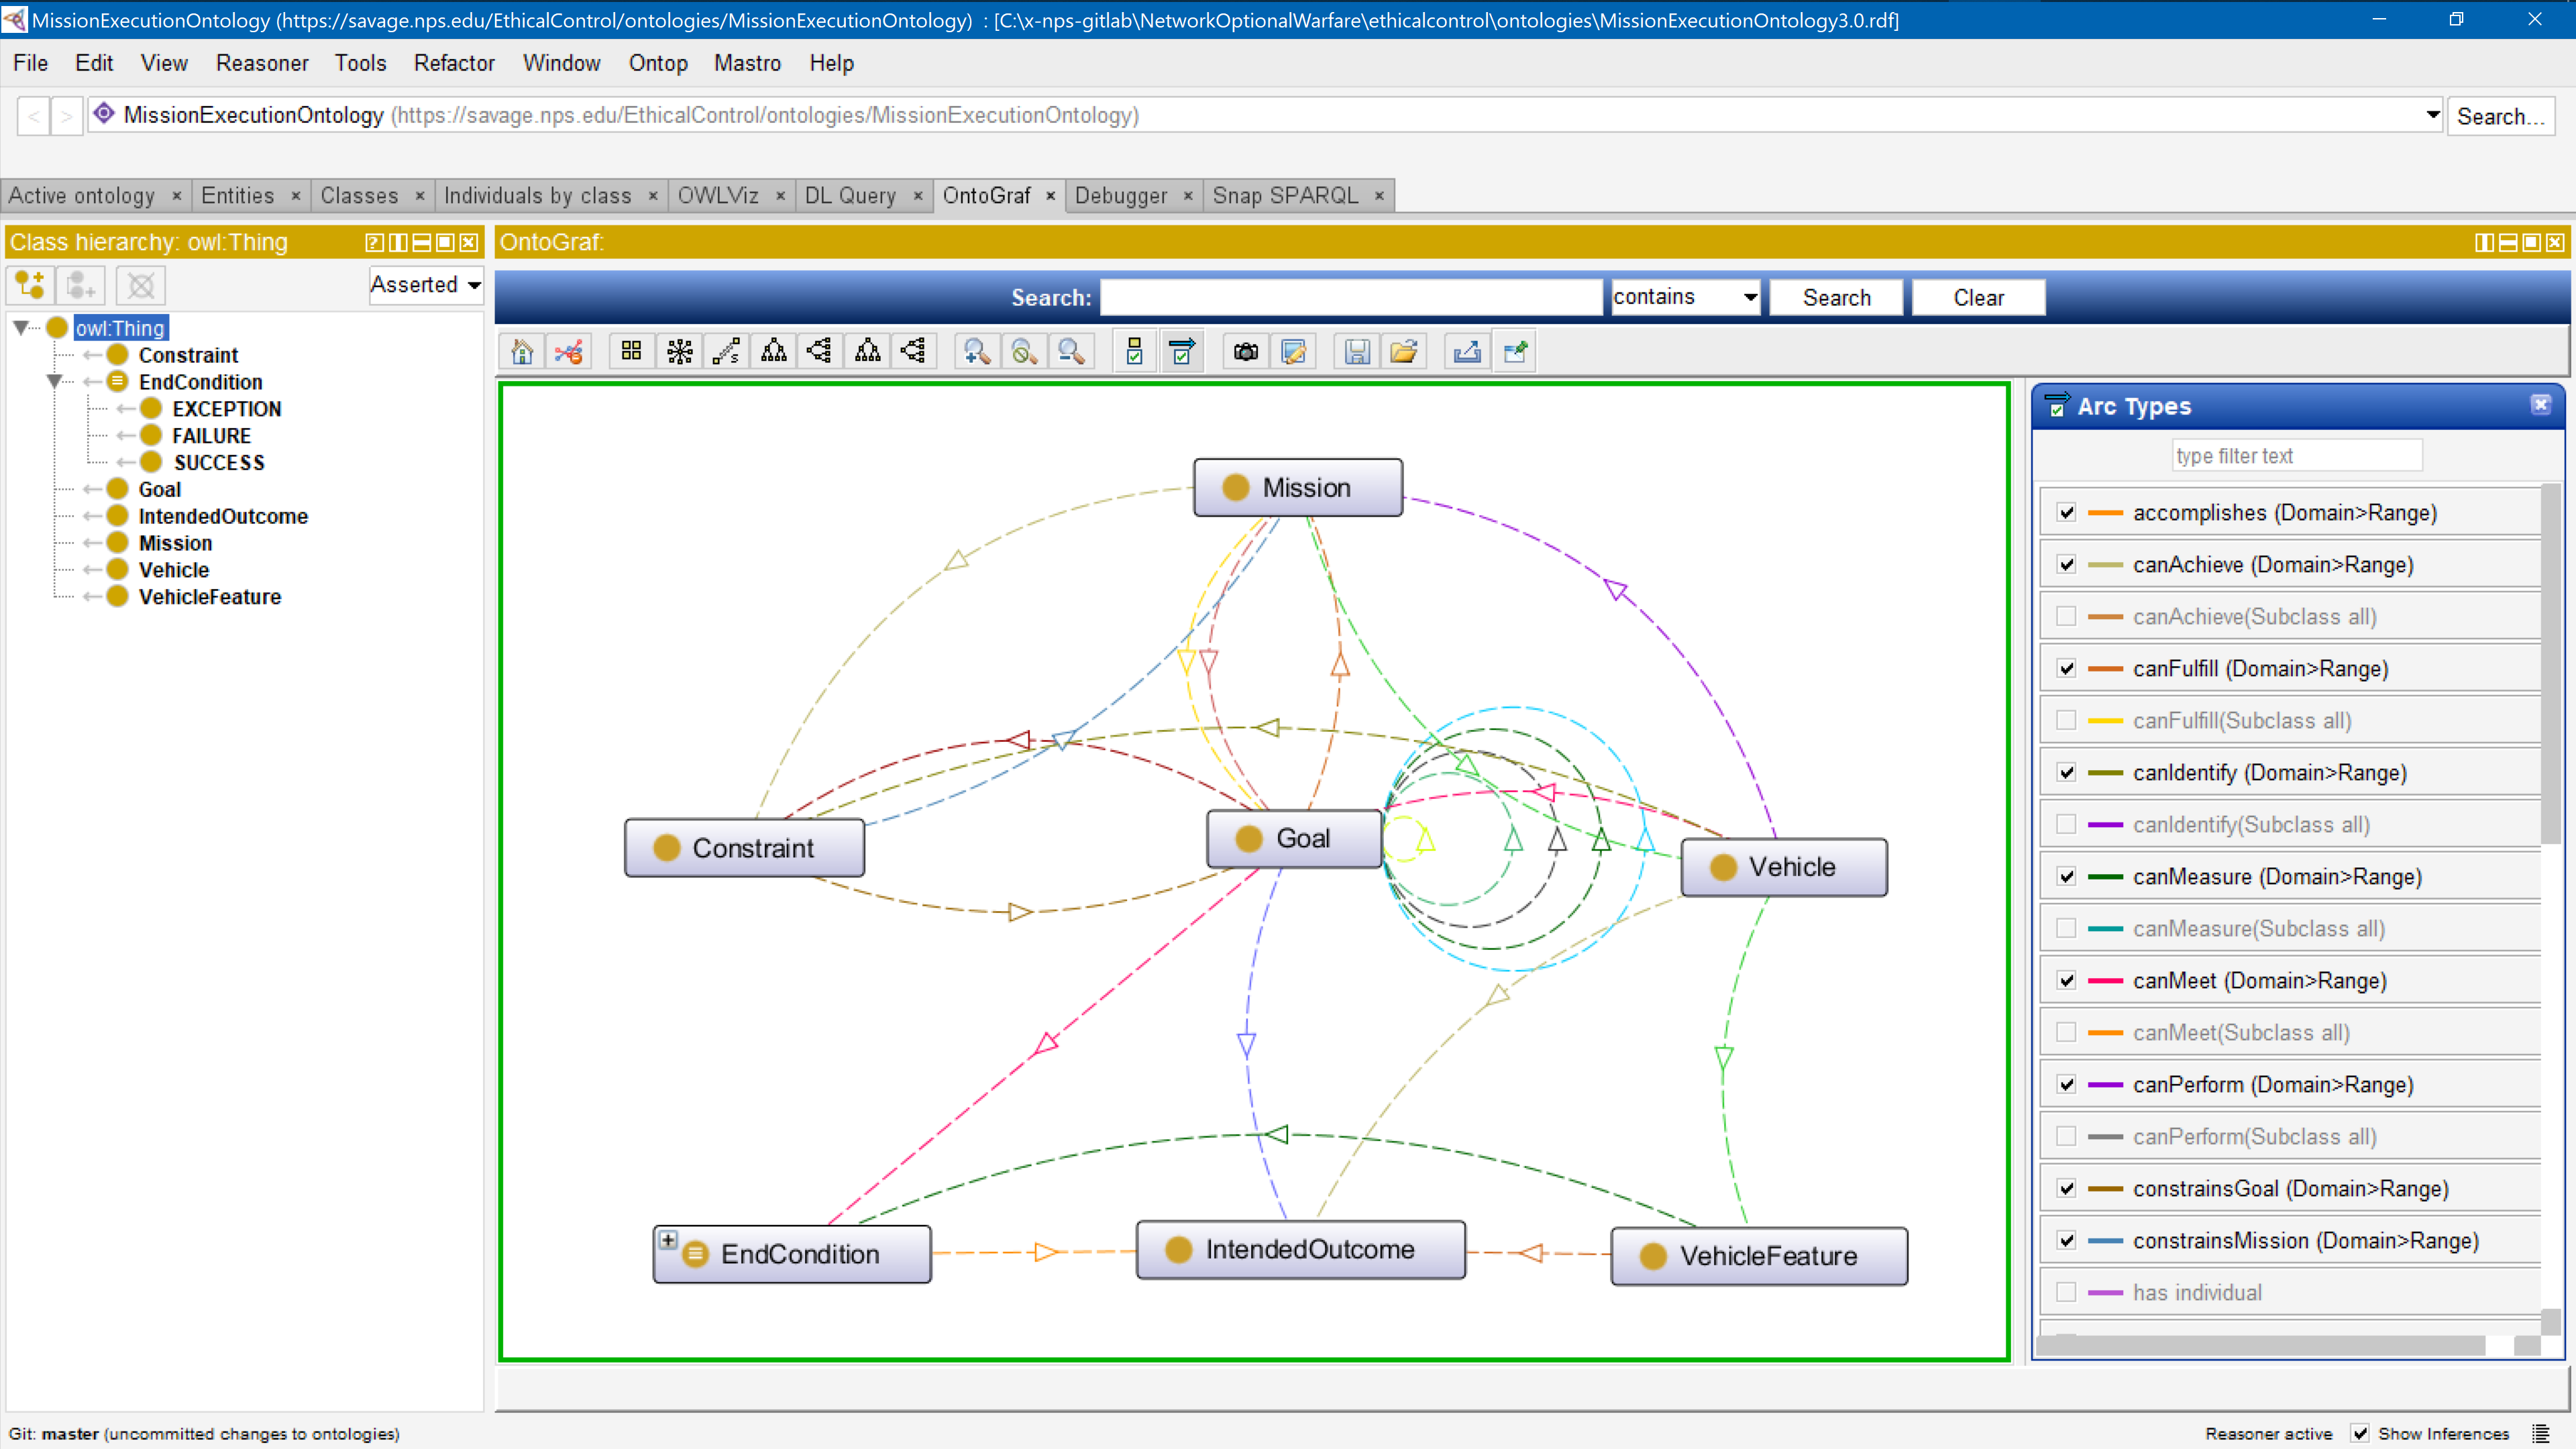 MissionExecutionOntology (https://savage.nps.edu/EthicalControl/ontologies/MissionExecutionOntology) : [C:\x-nps-gitlab\NetworkOptionalWarfare\ethicalcontrol\ontologies\MissionExecutionOntology3.0.rdf]
File Edit View Reasoner Tools Refactor Window Ontop Mastro Help
< > MissionExecutionOntology (https://savage.nps.edu/EthicalControl/ontologies/MissionExecutionOntology) Search...
Active ontology × Entities × Classes × Individuals by class × OWLViz × DL Query × OntoGraf × Debugger × Snap SPARQL ×
Class hierarchy: owl:Thing
Asserted
owl:Thing
Constraint
EndCondition
EXCEPTION
FAILURE
SUCCESS
Goal
IntendedOutcome
Mission
Vehicle
VehicleFeature
OntoGraf:
Search: contains Search Clear
Mission
Constraint
Goal
Vehicle
EndCondition
IntendedOutcome
VehicleFeature
Arc Types
type filter text
accomplishes (Domain>Range)
canAchieve (Domain>Range)
canAchieve(Subclass all)
canFulfill (Domain>Range)
canFulfill(Subclass all)
canIdentify (Domain>Range)
canIdentify(Subclass all)
canMeasure (Domain>Range)
canMeasure(Subclass all)
canMeet (Domain>Range)
canMeet(Subclass all)
canPerform (Domain>Range)
canPerform(Subclass all)
constrainsGoal (Domain>Range)
constrainsMission (Domain>Range)
has individual
Git: master (uncommitted changes to ontologies)
Reasoner active Show Inferences